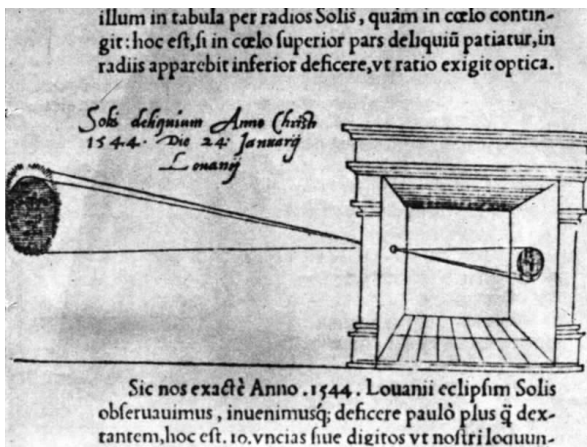 illum in tabula per radios Solis, quàm in cœlo contin-
git: hoc eſt, ſi in cœlo ſuperior pars deliquiũ patiatur, in
radiis apparebit inferior deficere, vt ratio exigit optica.
Solis deliquium Anno Chriſti
1544. Die 24. Januarij
Louanij
Sic nos exactè Anno .1544. Louanii eclipſim Solis
obſeruauimus, inuenimusq; deficere paulò plus q̃ dex-
tantem, hoc eſt. 10. vncias ſiue digitos vt noſtri loquun-